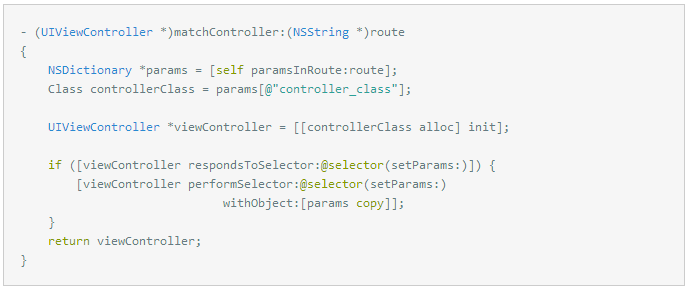 - (UIViewController *)matchController:(NSString *)route
{
    NSDictionary *params = [self paramsInRoute:route];
    Class controllerClass = params[@"controller_class"];

    UIViewController *viewController = [[controllerClass alloc] init];

    if ([viewController respondsToSelector:@selector(setParams:)]) {
        [viewController performSelector:@selector(setParams:)
                             withObject:[params copy]];
    }
    return viewController;
}